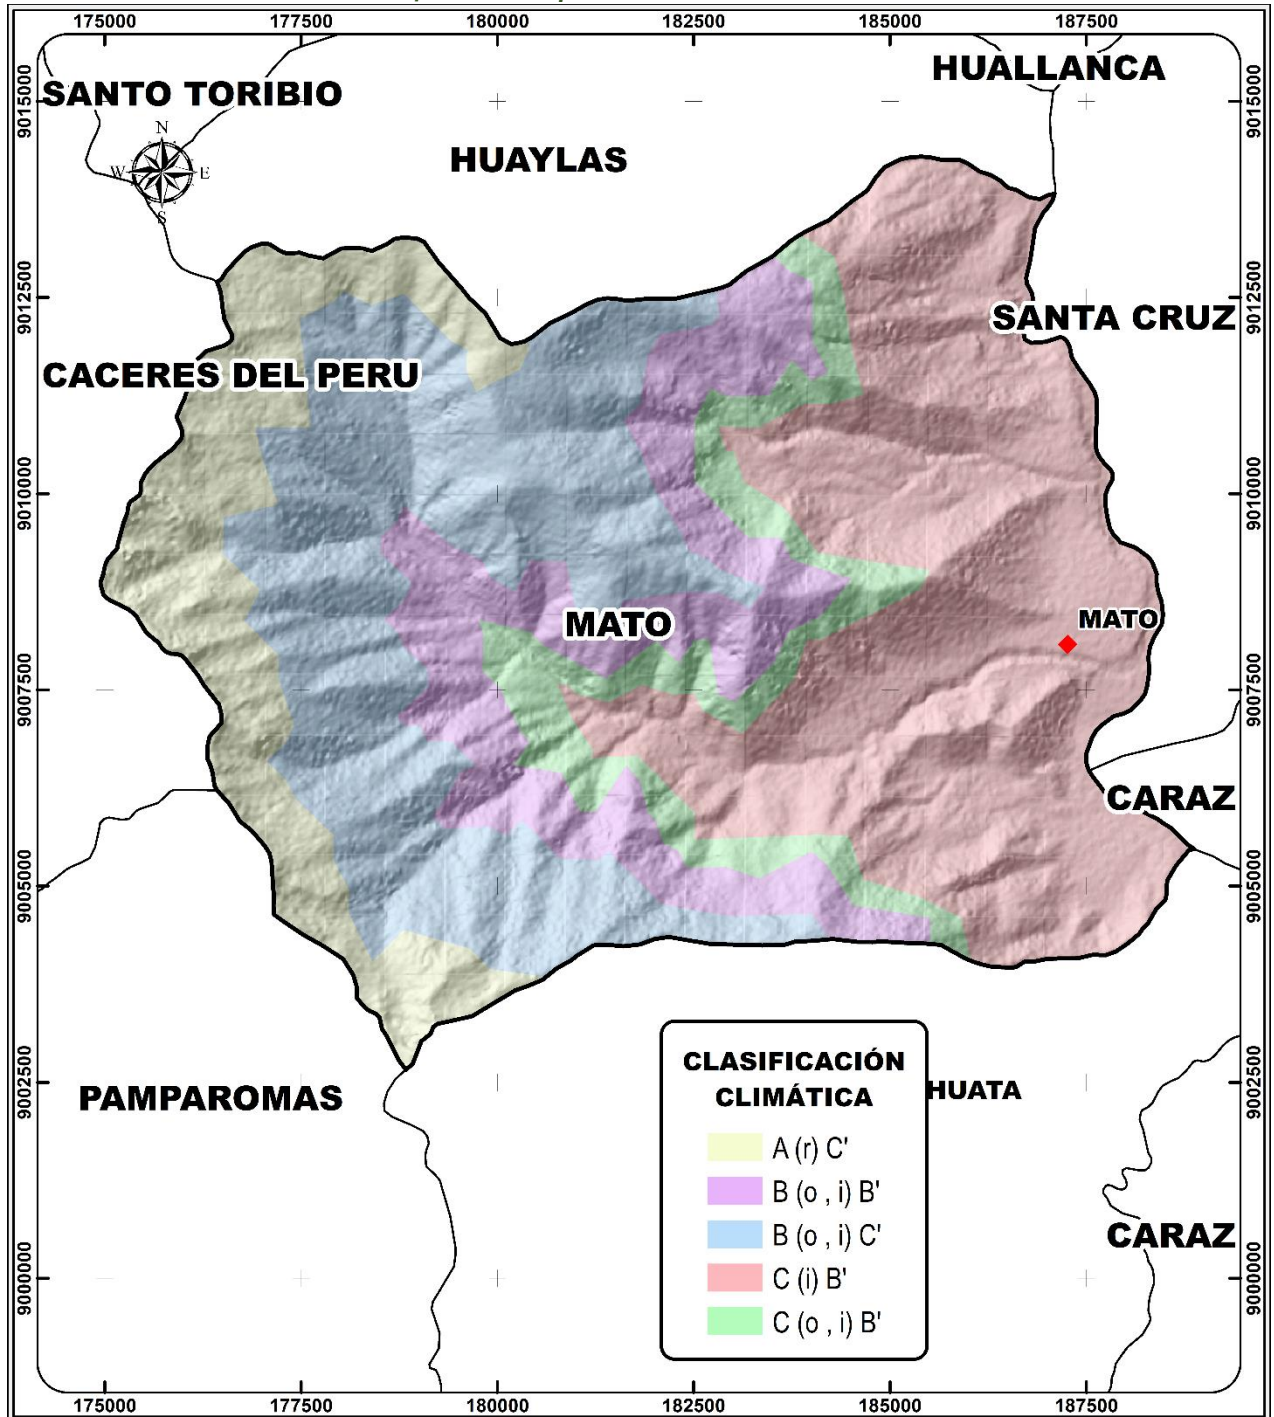 175000 177500 180000 182500 185000 187500
HUALLANCA
SANTO TORIBIO
9015000 9015000
N
HUAYLAS
W E
S
9012500 9012500
SANTA CRUZ
CACERES DEL PERU
9010000 9010000
MATO
MATO
9007500 9007500
CARAZ
9005000 9005000
CLASIFICACIÓN
CLIMÁTICA
9002500 9002500
PAMPAROMAS
HUATA
A (r) C'
B (o , i) B'
B (o , i) C'
CARAZ
C (i) B'
9000000 9000000
C (o , i) B'
175000 177500 180000 182500 185000 187500